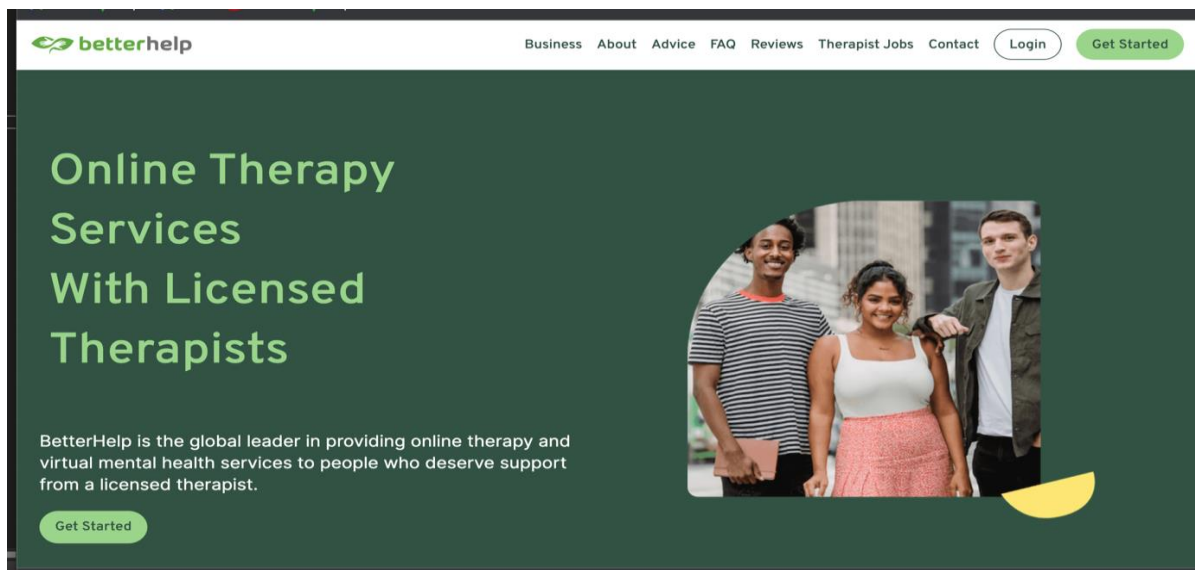 betterhelp
Business About Advice FAQ Reviews Therapist Jobs Contact Login Get Started
Online Therapy
Services
With Licensed
Therapists
BetterHelp is the global leader in providing online therapy and
virtual mental health services to people who deserve support
from a licensed therapist.
Get Started